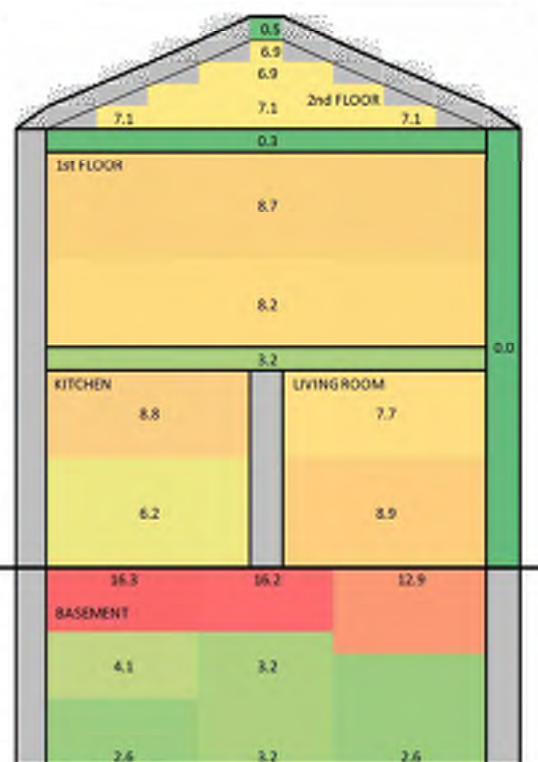 0.5
6.9
6.9
7.1 2nd FLOOR
7.1 7.1
0.3
1st FLOOR
8.7
8.2
0.0
3.2
KITCHEN LIVING ROOM
8.8 7.7
6.2 8.9
16.3 16.2 12.9
BASEMENT
4.1 3.2
2.6 3.2 2.6